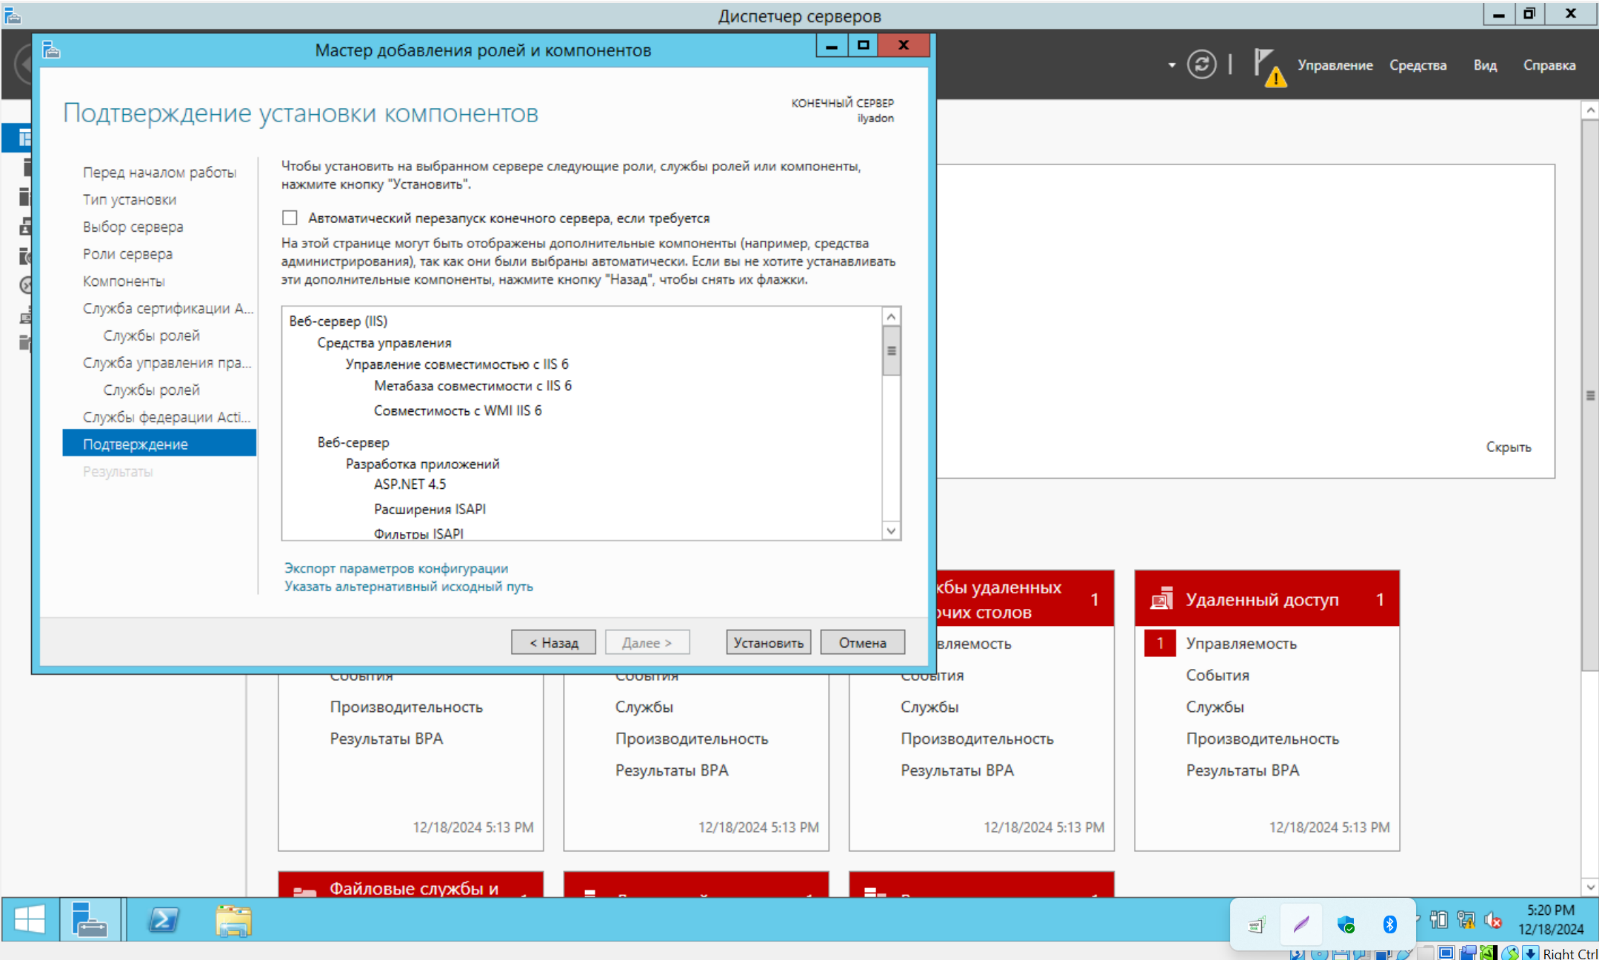 Диспетчер серверов
Мастер добавления ролей и компонентов
Управление Средства Вид Справка
Подтверждение установки компонентов
КОНЕЧНЫЙ СЕРВЕР
ilyadon
Перед началом работы
Тип установки
Выбор сервера
Роли сервера
Компоненты
Служба сертификации A...
Службы ролей
Служба управления пра...
Службы ролей
Службы федерации Acti...
Подтверждение
Результаты
Чтобы установить на выбранном сервере следующие роли, службы ролей или компоненты,
нажмите кнопку "Установить".
Автоматический перезапуск конечного сервера, если требуется
На этой странице могут быть отображены дополнительные компоненты (например, средства
администрирования), так как они были выбраны автоматически. Если вы не хотите устанавливать
эти дополнительные компоненты, нажмите кнопку "Назад", чтобы снять их флажки.
Веб-сервер (IIS)
Средства управления
Управление совместимостью с IIS 6
Метабаза совместимости с IIS 6
Совместимость с WMI IIS 6
Веб-сервер
Разработка приложений
ASP.NET 4.5
Расширения ISAPI
Фильтры ISAPI
Экспорт параметров конфигурации
Указать альтернативный исходный путь
< Назад Далее > Установить Отмена
Скрыть
События
Производительность
Результаты BPA
12/18/2024 5:13 PM
События
Службы
Производительность
Результаты BPA
12/18/2024 5:13 PM
жбы удаленных
очих столов 1
вляемость
События
Службы
Производительность
Результаты BPA
12/18/2024 5:13 PM
Удаленный доступ 1
1 Управляемость
События
Службы
Производительность
Результаты BPA
12/18/2024 5:13 PM
Файловые службы и
5:20 PM
12/18/2024
Right Ctrl